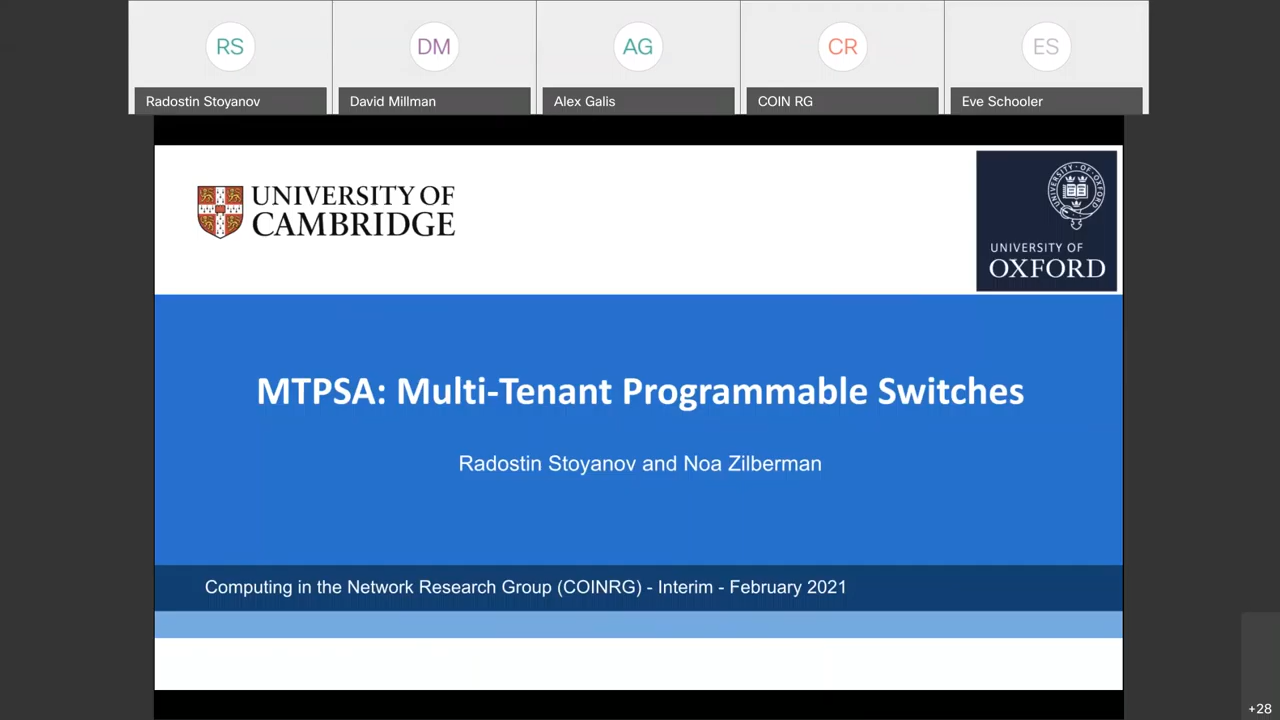 RS
DM
AG
CR
ES
Radostin Stoyanov
David Millman
Alex Galis
COIN RG
Eve Schooler
UNIVERSITY OF
CAMBRIDGE
UNIVERSITY OF
OXFORD
MTPSA: Multi-Tenant Programmable Switches
Radostin Stoyanov and Noa Zilberman
Computing in the Network Research Group (COINRG) - Interim - February 2021
+28